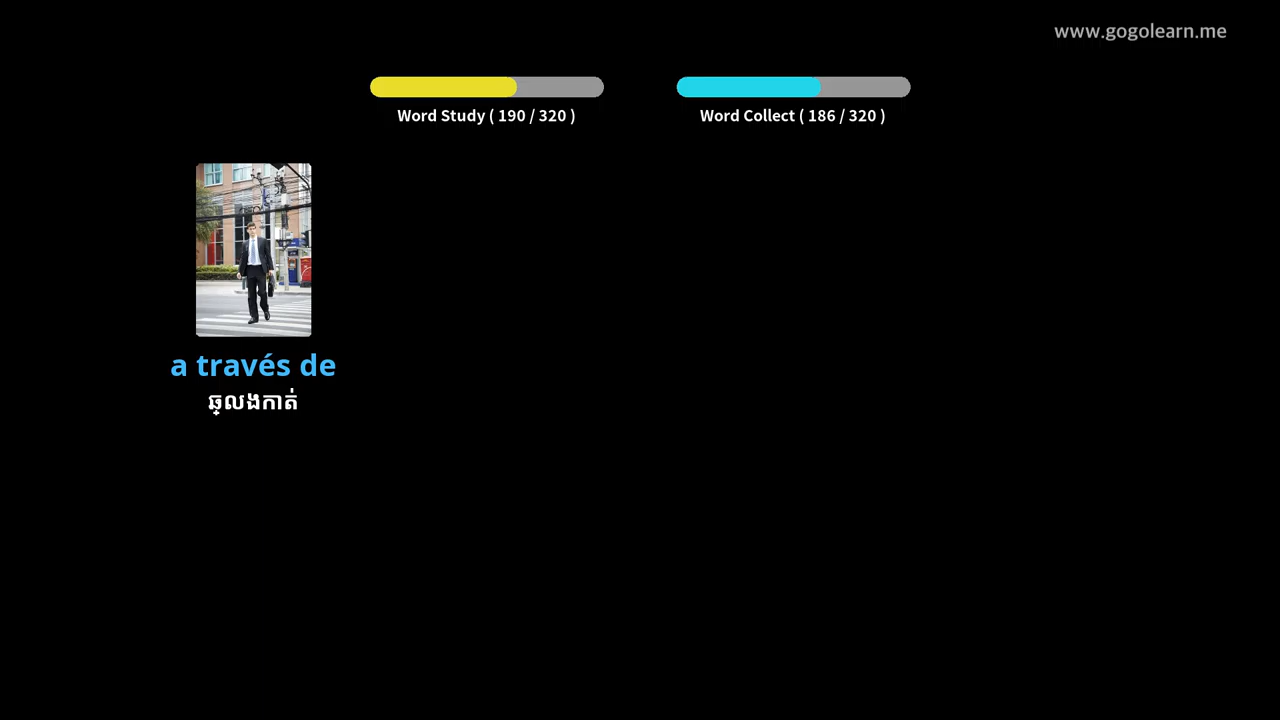 www.gogolearn.me
Word Study ( 190 / 320 )
Word Collect ( 186 / 320 )
a través de
ឆ្លងកាត់